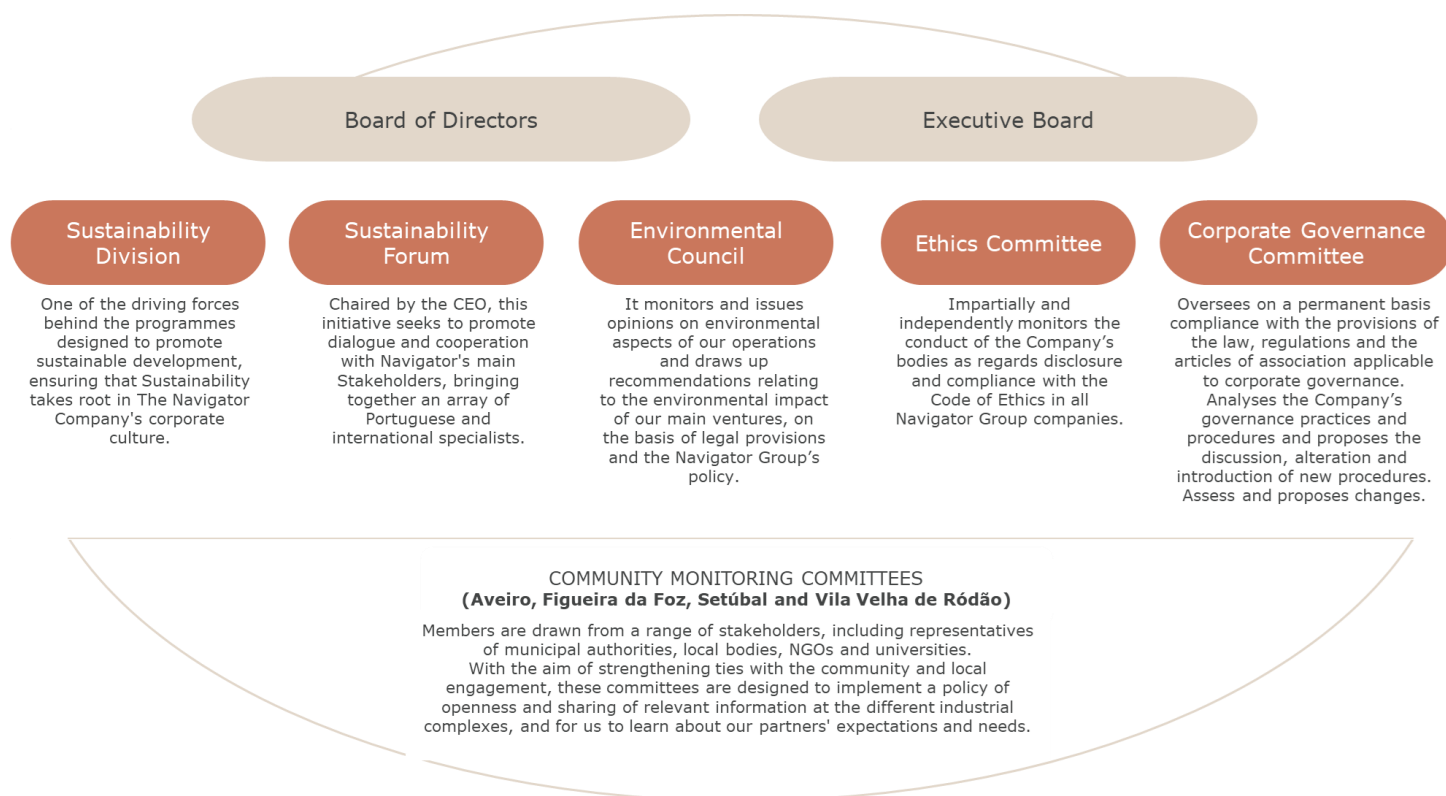 Board of Directors
Executive Board
Sustainability
Division
One of the driving forces
behind the programmes
designed to promote
sustainable development,
ensuring that Sustainability
takes root in The Navigator
Company's corporate
culture.
Sustainability
Forum
Chaired by the CEO, this
initiative seeks to promote
dialogue and cooperation
with Navigator's main
Stakeholders, bringing
together an array of
Portuguese and
international specialists.
Environmental
Council
It monitors and issues
opinions on environmental
aspects of our operations
and draws up
recommendations relating
to the environmental impact
of our main ventures, on
the basis of legal provisions
and the Navigator Group’s
policy.
Ethics Committee
Impartially and
independently monitors the
conduct of the Company’s
bodies as regards disclosure
and compliance with the
Code of Ethics in all
Navigator Group companies.
Corporate Governance
Committee
Oversees on a permanent basis
compliance with the provisions of
the law, regulations and the
articles of association applicable
to corporate governance.
Analyses the Company’s
governance practices and
procedures and proposes the
discussion, alteration and
introduction of new procedures.
Assess and proposes changes.
COMMUNITY MONITORING COMMITTEES
(Aveiro, Figueira da Foz, Setúbal and Vila Velha de Ródão)
Members are drawn from a range of stakeholders, including representatives
of municipal authorities, local bodies, NGOs and universities.
With the aim of strengthening ties with the community and local
engagement, these committees are designed to implement a policy of
openness and sharing of relevant information at the different industrial
complexes, and for us to learn about our partners' expectations and needs.